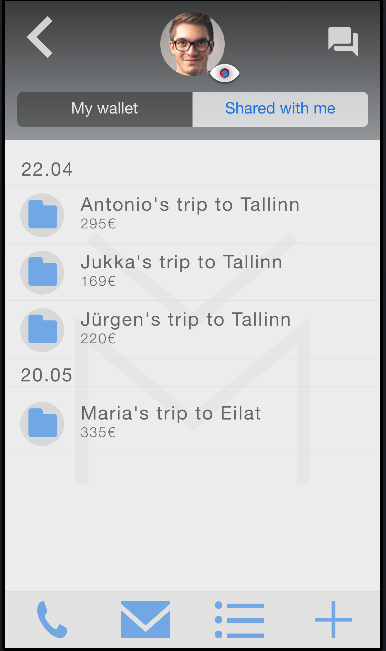 My wallet
Shared with me
22.04
Antonio's trip to Tallinn
295€
Jukka's trip to Tallinn
169€
Jürgen's trip to Tallinn
220€
20.05
Maria's trip to Eilat
335€